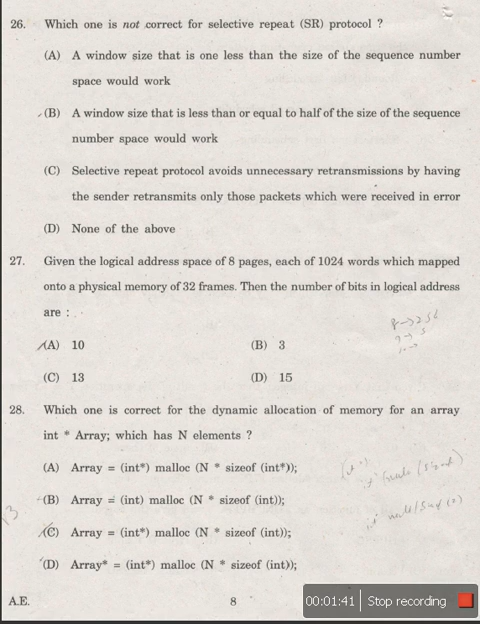 26. Which one is not correct for selective repeat (SR) protocol ?
(A) A window size that is one less than the size of the sequence number
space would work
(B) A window size that is less than or equal to half of the size of the sequence
number space would work
(C) Selective repeat protocol avoids unnecessary retransmissions by having
the sender retransmits only those packets which were received in error
(D) None of the above
27. Given the logical address space of 8 pages, each of 1024 words which mapped
onto a physical memory of 32 frames. Then the number of bits in logical address
are :
(A) 10 (B) 3
(C) 13 (D) 15
28. Which one is correct for the dynamic allocation of memory for an array
int * Array; which has N elements ?
(A) Array = (int*) malloc (N * sizeof (int*));
(B) Array = (int) malloc (N * sizeof (int));
(C) Array = (int*) malloc (N * sizeof (int));
(D) Array* = (int*) malloc (N * sizeof (int));
A.E. 8
00:01:41 Stop recording